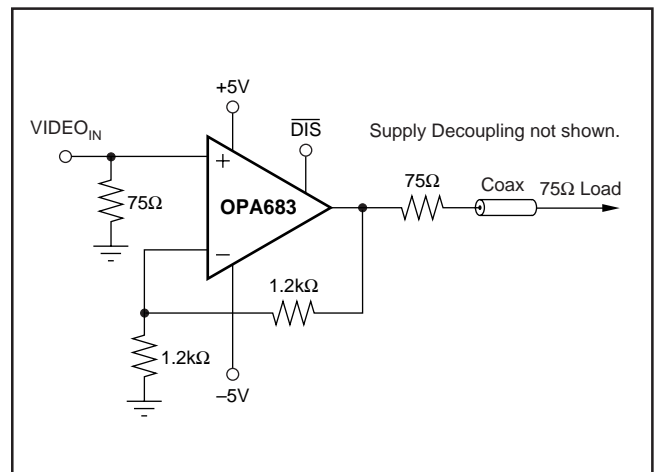 +5V
VIDEO_IN
DIS
Supply Decoupling not shown.
+
75Ω
75Ω
Coax
75Ω Load
OPA683
–
1.2kΩ
1.2kΩ
–5V